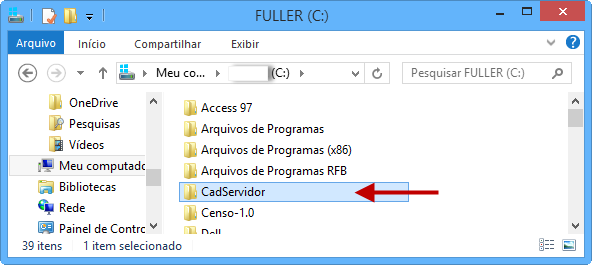 FULLER (C:)
Arquivo Início Compartilhar Exibir
Meu co... (C:) Pesquisar FULLER (C:)
OneDrive
Pesquisas
Vídeos
Meu computado
Bibliotecas
Rede
Painel de Contro
Access 97
Arquivos de Programas
Arquivos de Programas (x86)
Arquivos de Programas RFB
CadServidor
Censo-1.0
Dell
39 itens 1 item selecionado